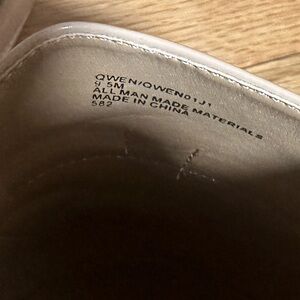 QWEN/QWEN01J1
9.5M
ALL MAN MADE MATERIALS
MADE IN CHINA
582